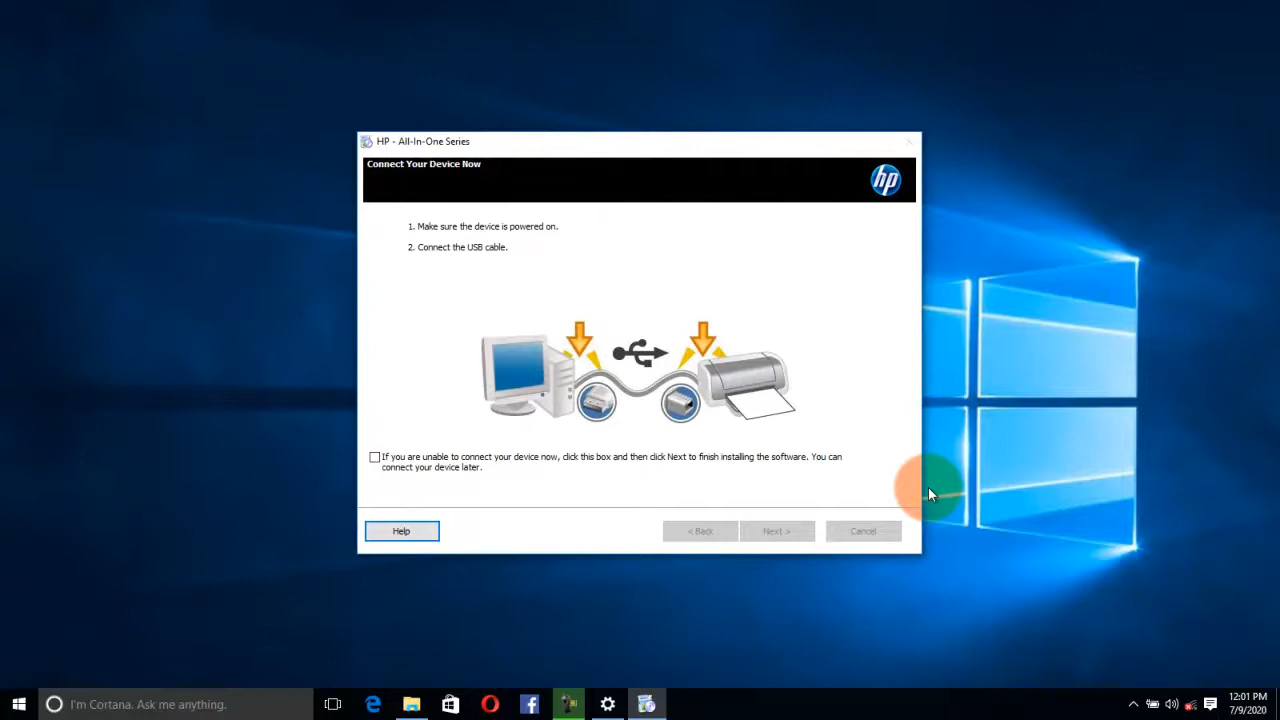 HP - All-In-One Series
Connect Your Device Now
hp
1. Make sure the device is powered on.
2. Connect the USB cable.
If you are unable to connect your device now, click this box and then click Next to finish installing the software. You can
connect your device later.
Help
< Back
Next >
Cancel
I'm Cortana. Ask me anything.
12:01 PM
7/9/2020